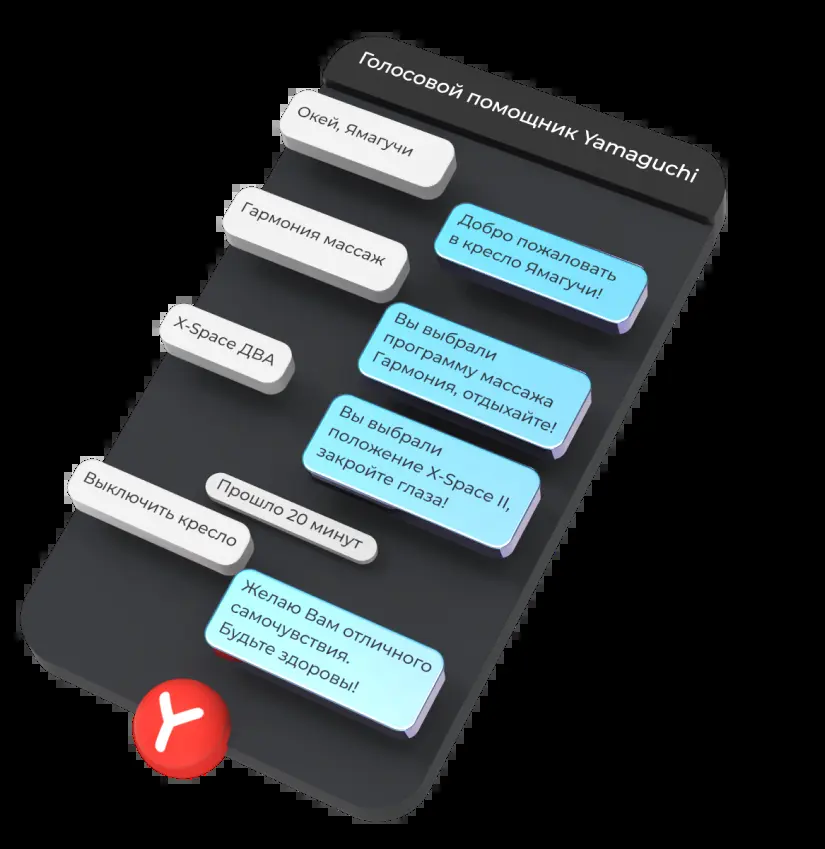 Голосовой помощник Yamaguchi
Окей, Ямагучи
Добро пожаловать
в кресло Ямагучи!
Гармония массаж
Вы выбрали
программу массажа
Гармония, отдыхайте!
X-Space ДВА
Вы выбрали
положение X-Space II,
закройте глаза!
Прошло 20 минут
Выключить кресло
Желаю Вам отличного
самочувствия.
Будьте здоровы!
Y